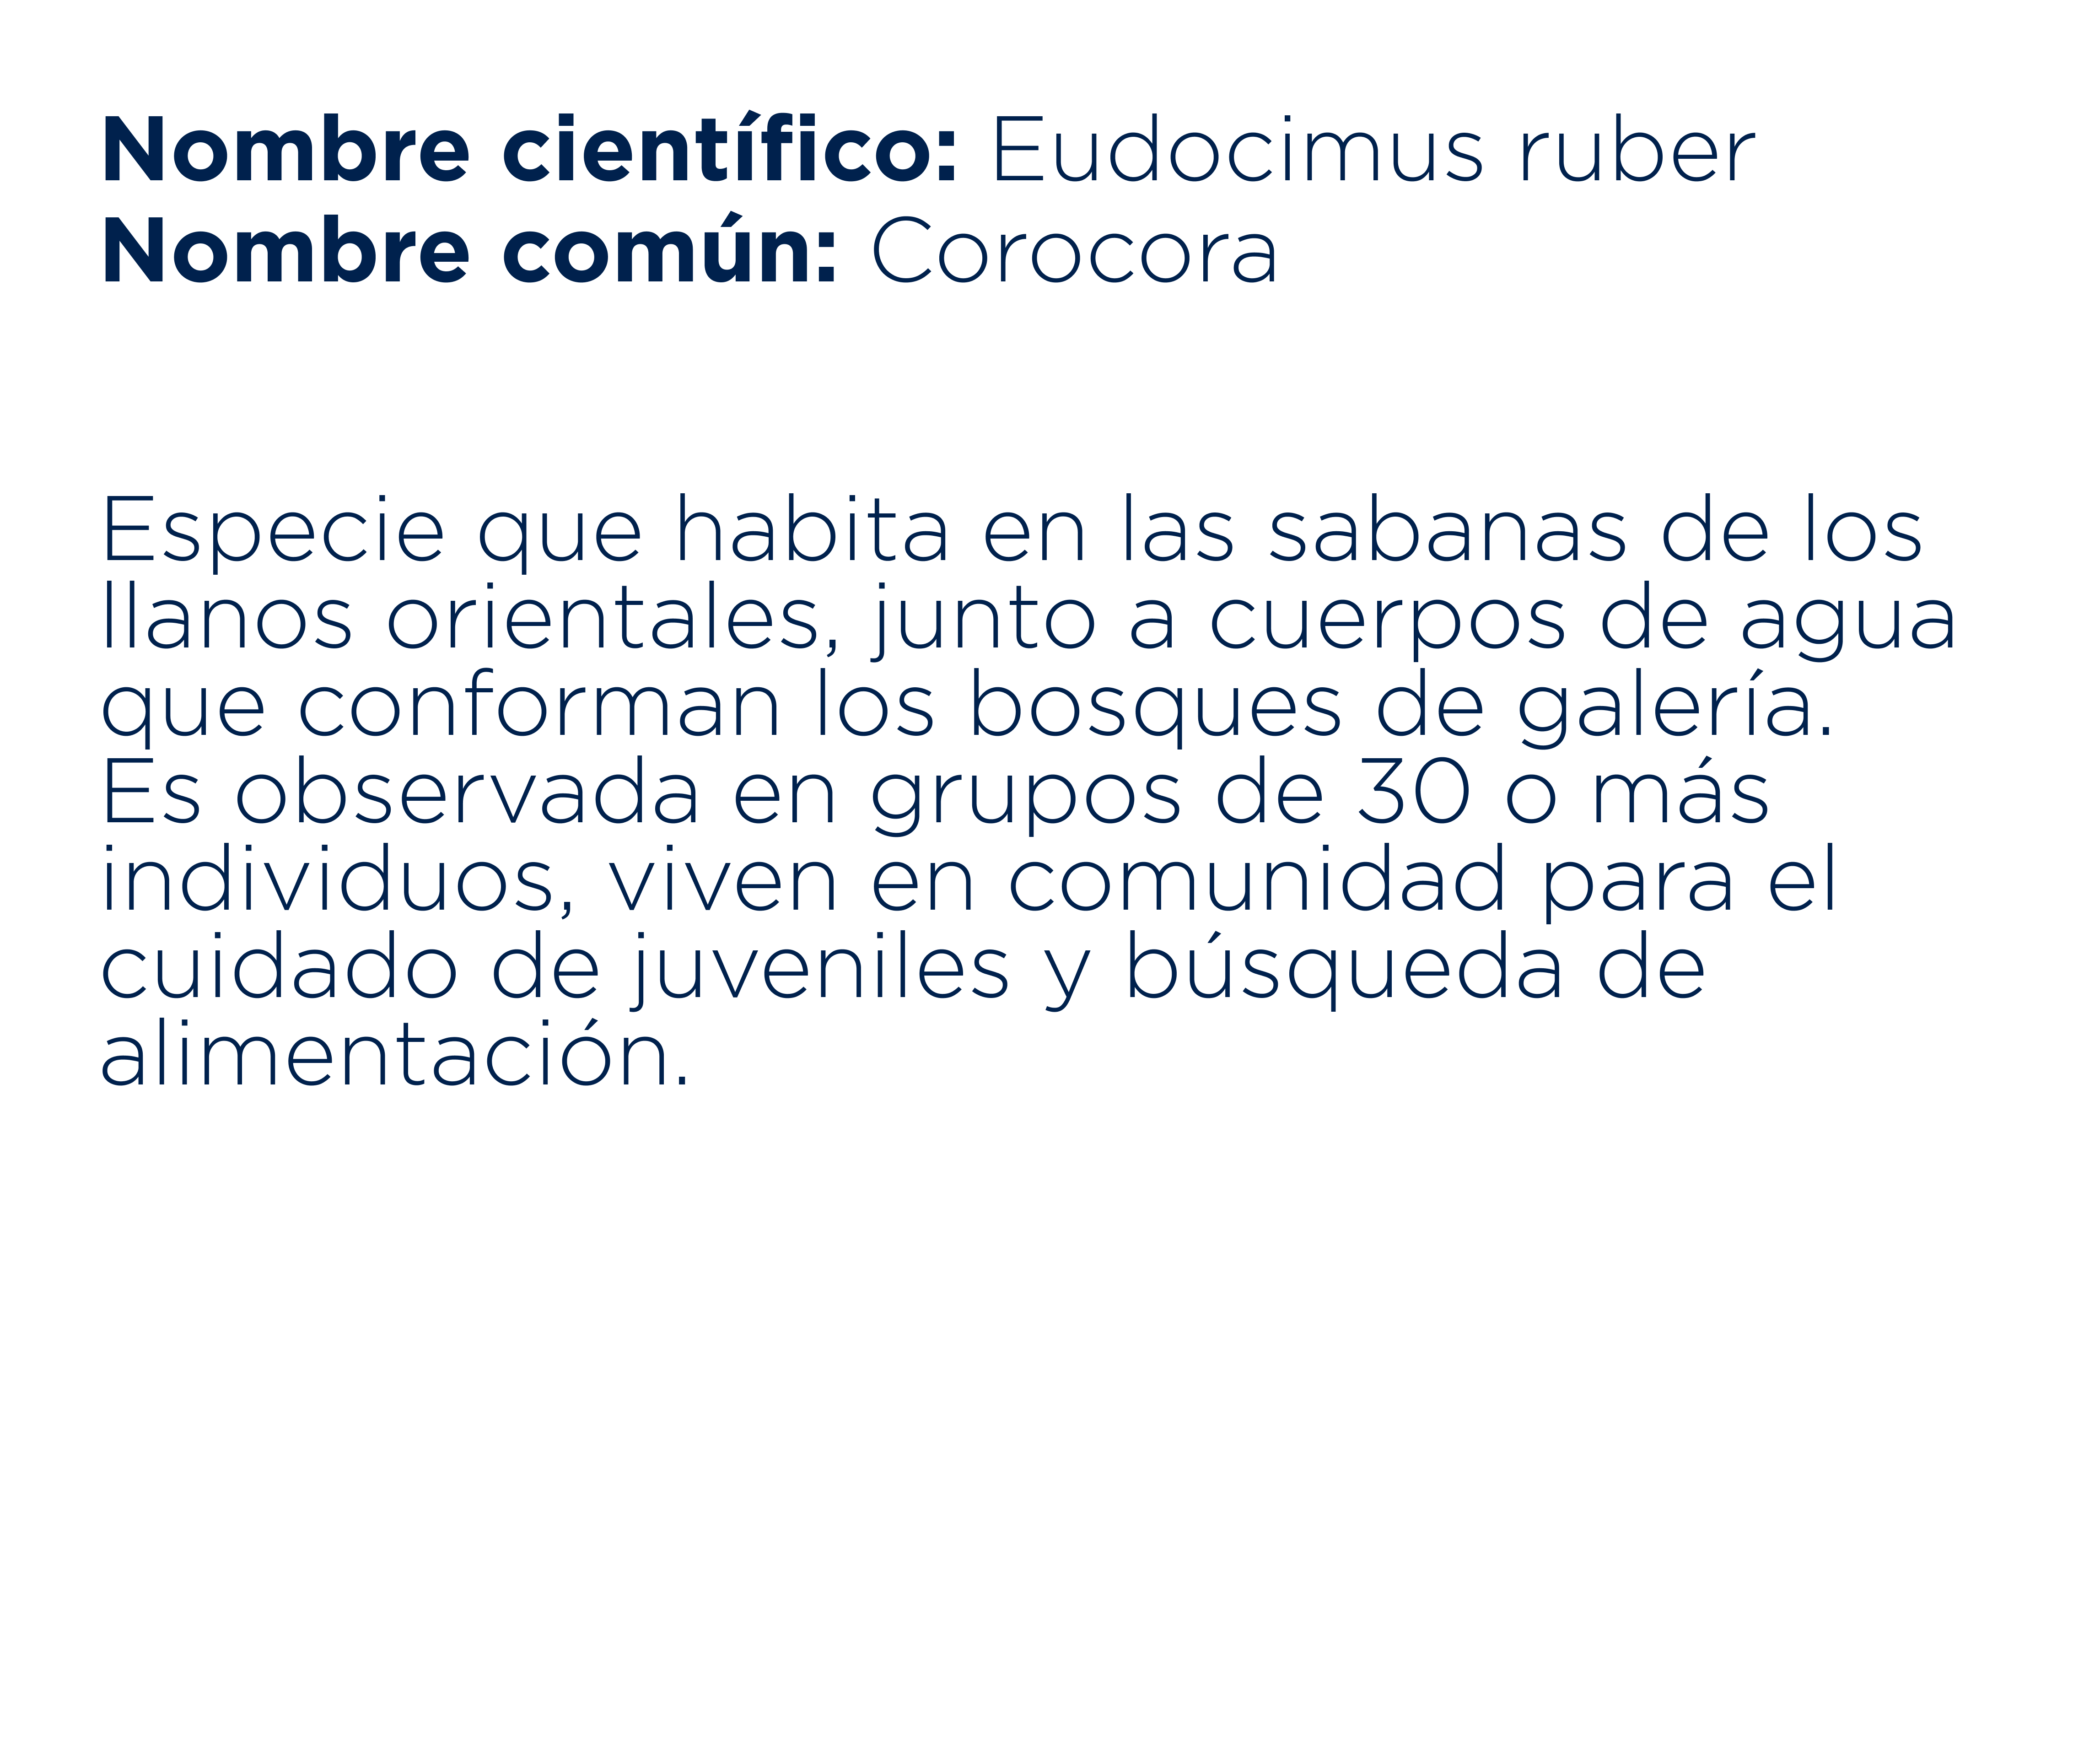 Nombre científico: Eudocimus ruber
Nombre común: Corocora
Especie que habita en las sabanas de los
llanos orientales, junto a cuerpos de agua
que conforman los bosques de galería.
Es observada en grupos de 30 o más
individuos, viven en comunidad para el
cuidado de juveniles y búsqueda de
alimentación.